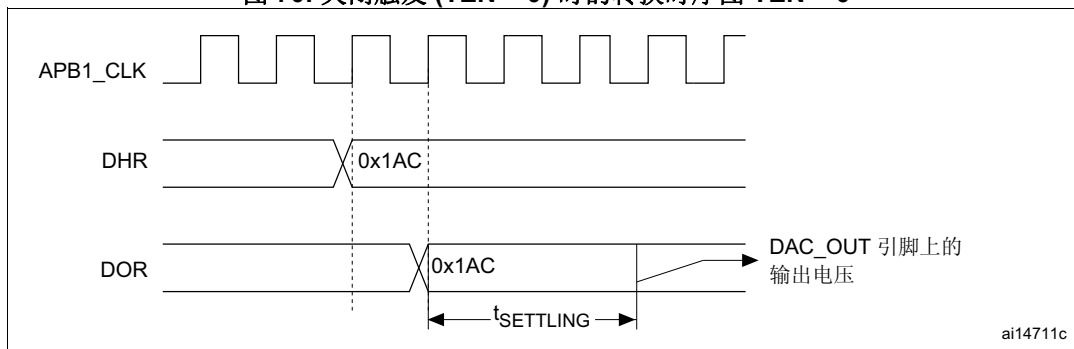 APB1_CLK
DHR
0x1AC
DOR
0x1AC
DAC_OUT 引脚上的
输出电压
tSETTLING
ai14711c